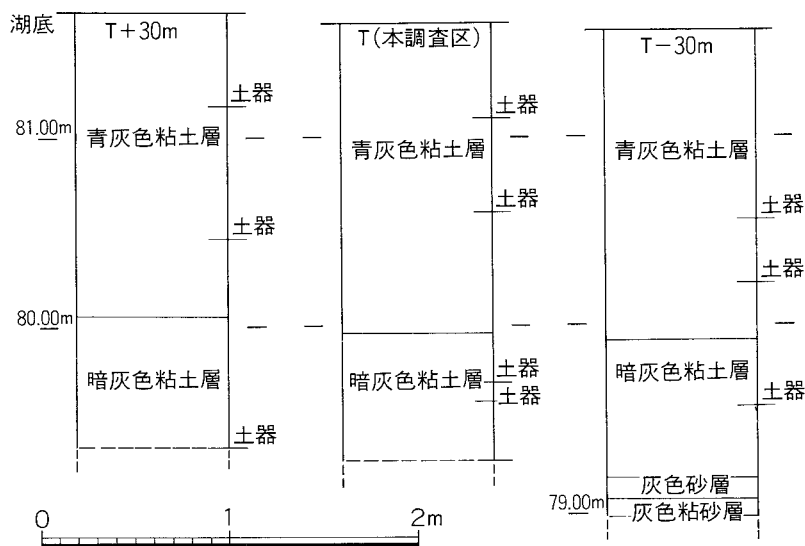 湖底
T+30m
土器
81.00m
青灰色粘土層
土器
80.00m
暗灰色粘土層
土器
T(本調査区)
土器
青灰色粘土層
土器
暗灰色粘土層
土器
土器
T−30m
青灰色粘土層
土器
土器
暗灰色粘土層
土器
灰色砂層
79.00m
灰色粘砂層
0 1 2m